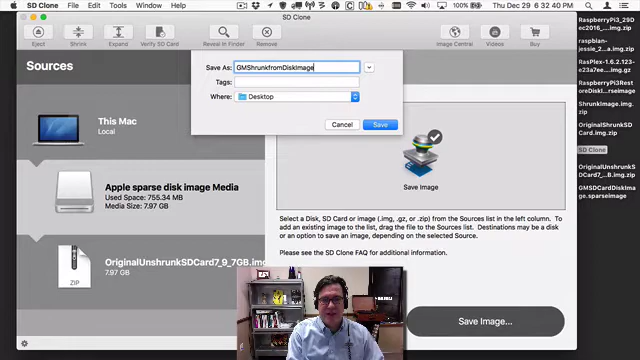 SD Clone File Edit View Window Help
Thu Dec 29 6:32:40 PM
SD Clone
Eject
Shrink
Expand
Verify SD Card
Reveal in Finder
Remove
Image Central
Videos
Buy
Sources
Save As: GMShrunkfromDiskImage
Tags:
Where: Desktop
Cancel
Save
This Mac
Local
Apple sparse disk image Media
Used Space: 755.34 MB
Media Size: 7.97 GB
ZIP
OriginalUnshrunkSDCard7_9_7GB.im
7.97 GB
Save Image
Select a Disk, SD Card or image (.img, .gz, or .zip) from the Sources list in the left column. To
add an existing image to the list, drag the file to the Sources list. Destinations may be a disk
or an option to save an image, depending on the selected Source.
Please see the SD Clone FAQ for additional information.
Save Image...
RaspberryPi3_29D
ec2016_.img.zip
raspbian-
jessie_2...img.zip
RasPlex-1.6.2.123-
e23a7eef.img.gz
RaspberryPi3Rest
oreDis...rseimage
ShrunkImage.img
.zip
OriginalShrunkSD
Card.img.zip
SD Clone
OriginalUnshrunkS
DCard7_...B.img.zip
GMSDCardDiskIma
g.sparseimage